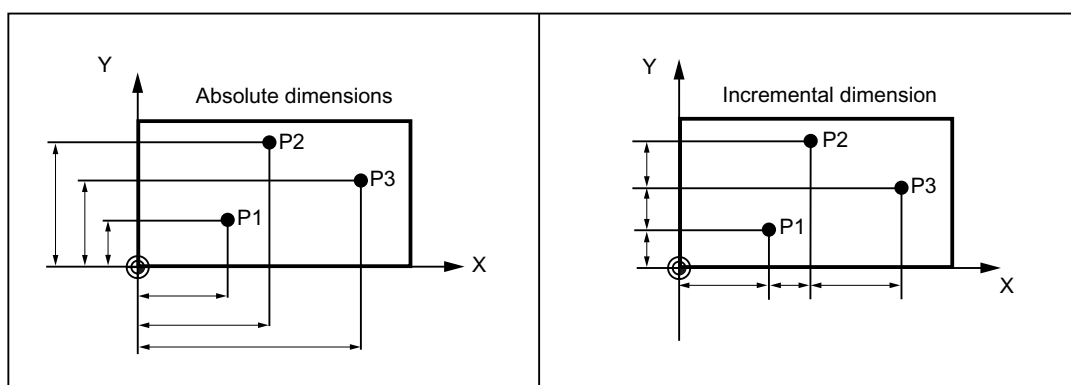 Y
Absolute dimensions
P2
P3
P1
X
Y
Incremental dimension
P2
P3
P1
X